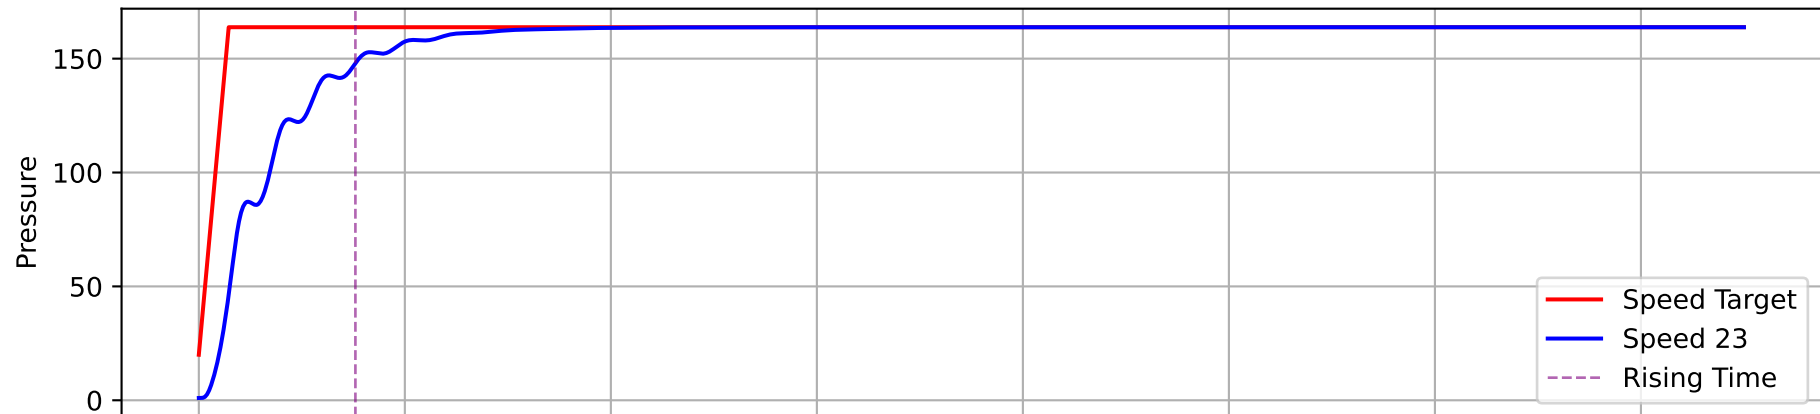 150
100
50
0
Pressure
Speed Target
Speed 23
Rising Time